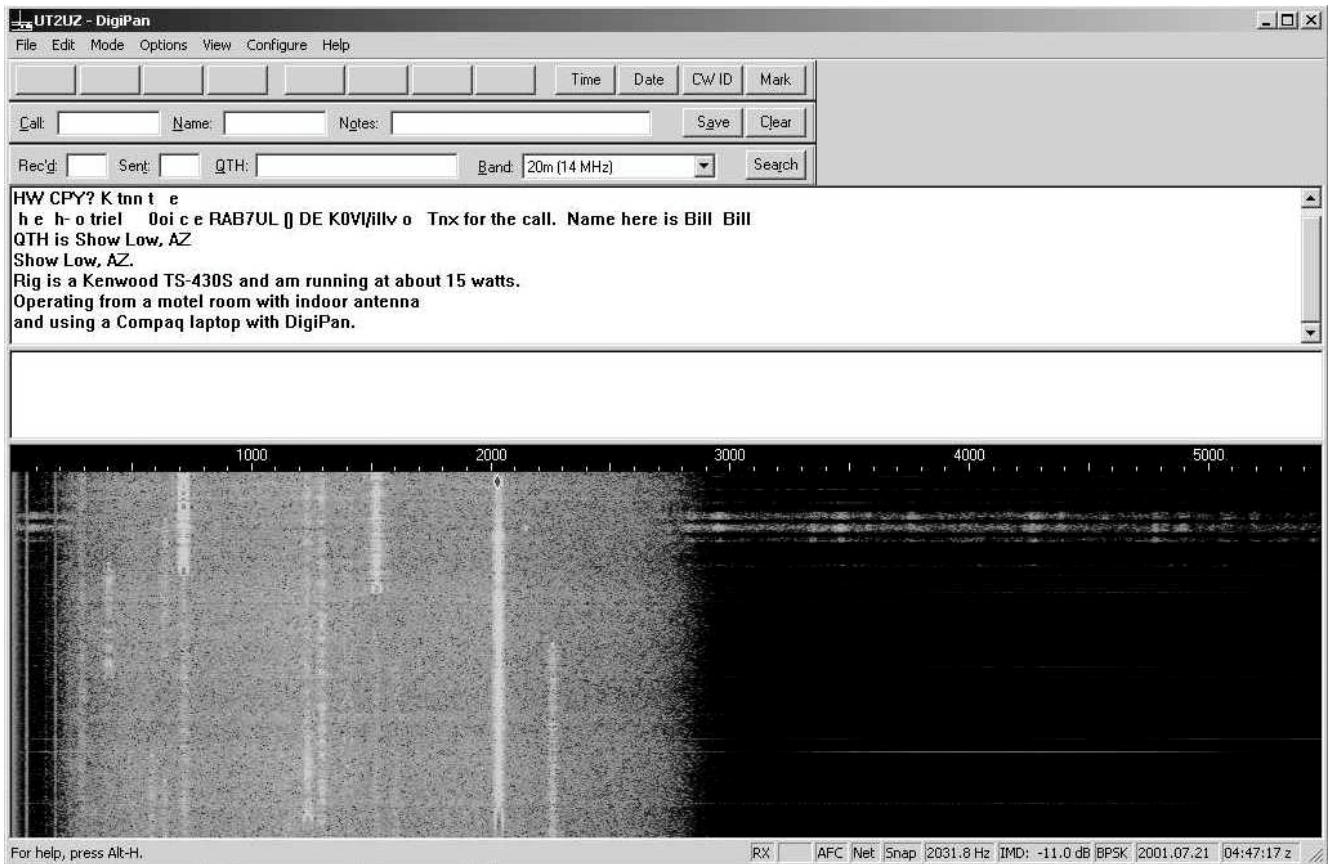 UT2UZ - DigiPan
File Edit Mode Options View Configure Help
Time Date CW ID Mark
Call: Name: Notes: Save Clear
Rec'd: Sent: QTH: Band: 20m (14 MHz) Search
HW CPY? K tnn t e
h e h- o triel 0oi c e RAB7UL [] DE K0VI/illv o Tnx for the call. Name here is Bill Bill
QTH is Show Low, AZ
Show Low, AZ.
Rig is a Kenwood TS-430S and am running at about 15 watts.
Operating from a motel room with indoor antenna
and using a Compaq laptop with DigiPan.
1000 2000 3000 4000 5000
For help, press Alt-H. RX AFC Net Snap 2031.8 Hz IMD: -11.0 dB BPSK 2001.07.21 04:47:17 z